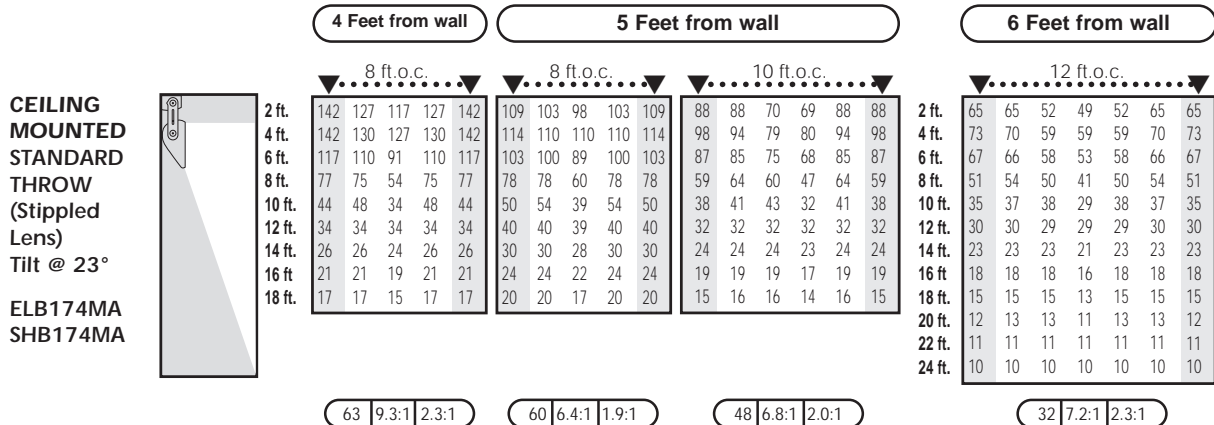 4 Feet from wall 5 Feet from wall 6 Feet from wall
8 ft.o.c. 8 ft.o.c. 10 ft.o.c. 12 ft.o.c.
CEILING
MOUNTED
STANDARD
THROW
(Stippled
Lens)
Tilt @ 23°
ELB174MA
SHB174MA
2 ft. 142 127 117 127 142 109 103 98 103 109 88 88 70 69 88 88 2 ft. 65 65 52 49 52 65 65
4 ft. 142 130 127 130 142 114 110 110 110 114 98 94 79 80 94 98 4 ft. 73 70 59 59 59 70 73
6 ft. 117 110 91 110 117 103 100 89 100 103 87 85 75 68 85 87 6 ft. 67 66 58 53 58 66 67
8 ft. 77 75 54 75 77 78 78 60 78 78 59 64 60 47 64 59 8 ft. 51 54 50 41 50 54 51
10 ft. 44 48 34 48 44 50 54 39 54 50 38 41 43 32 41 38 10 ft. 35 37 38 29 38 37 35
12 ft. 34 34 34 34 34 40 40 39 40 40 32 32 32 32 32 32 12 ft. 30 30 29 29 29 30 30
14 ft. 26 26 24 26 26 30 30 28 30 30 24 24 24 23 24 24 14 ft. 23 23 23 21 23 23 23
16 ft 21 21 19 21 21 24 24 22 24 24 19 19 19 17 19 19 16 ft 18 18 18 16 18 18 18
18 ft. 17 17 15 17 17 20 20 17 20 20 15 16 16 14 16 15 18 ft. 15 15 15 13 15 15 15
20 ft. 12 13 13 11 13 13 12
22 ft. 11 11 11 11 11 11 11
24 ft. 10 10 10 10 10 10 10
63 9.3:1 2.3:1 60 6.4:1 1.9:1 48 6.8:1 2.0:1 32 7.2:1 2.3:1